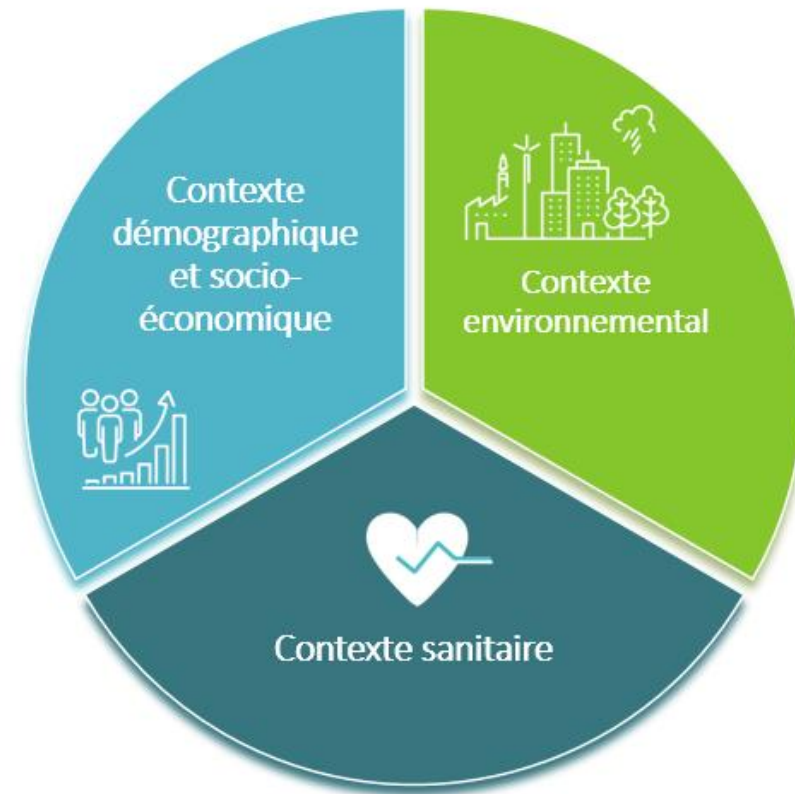 Contexte
démographique
et socio-
économique
Contexte
environnemental
Contexte sanitaire